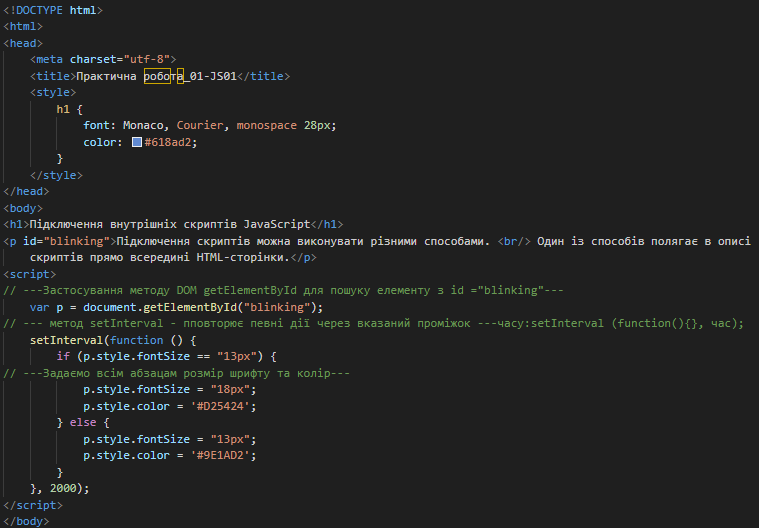 <!DOCTYPE html>
<html>
<head>
    <meta charset="utf-8">
    <title>Практична робота_01-JS01</title>
    <style>
        h1 {
            font: Monaco, Courier, monospace 28px;
            color: #618ad2;
        }
    </style>
</head>
<body>
<h1>Підключення внутрішніх скриптів JavaScript</h1>
<p id="blinking">Підключення скриптів можна виконувати різними способами. <br/> Один із способів полягає в описі
    скриптів прямо всередині HTML-сторінки.</p>
<script>
// ---Застосування методу DOM getElementById для пошуку елементу з id ="blinking"---
    var p = document.getElementById("blinking");
// --- метод setInterval - пповторює певні дії через вказаний проміжок ---часу:setInterval (function(){}, час);
    setInterval(function () {
        if (p.style.fontSize == "13px") {
// ---Задаємо всім абзацам розмір шрифту та колір---
            p.style.fontSize = "18px";
            p.style.color = '#D25424';
        } else {
            p.style.fontSize = "13px";
            p.style.color = '#9E1AD2';
        }
    }, 2000);
</script>
</body>